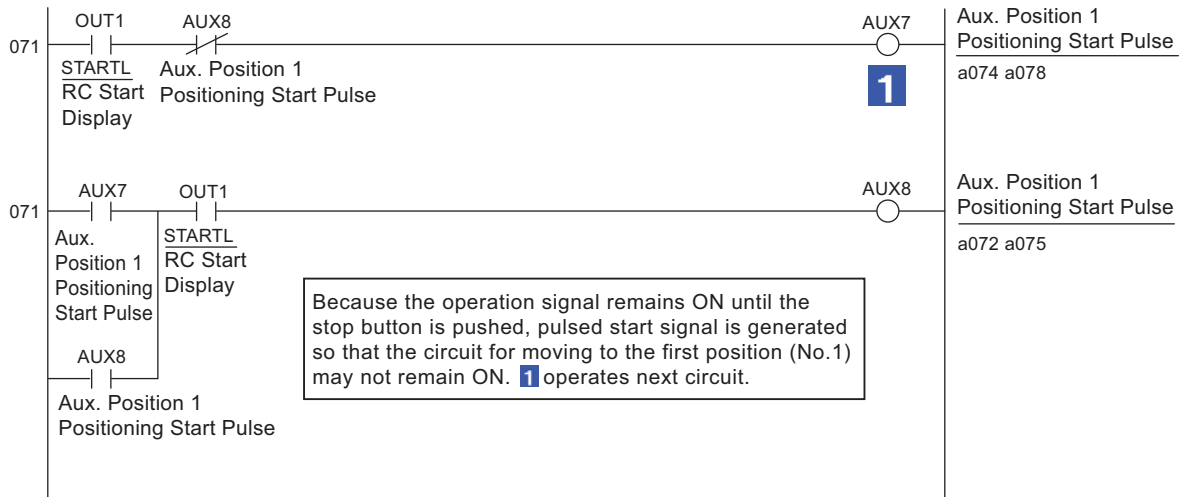 OUT1 AUX8 AUX7 Aux. Position 1
071 Positioning Start Pulse
STARTL Aux. Position 1 a074 a078
RC Start Positioning Start Pulse 1
Display
AUX7 OUT1 AUX8 Aux. Position 1
071 Positioning Start Pulse
Aux. STARTL a072 a075
Position 1 RC Start
Positioning Display
Start Pulse
Because the operation signal remains ON until the
stop button is pushed, pulsed start signal is generated
so that the circuit for moving to the first position (No.1)
may not remain ON. 1 operates next circuit.
AUX8
Aux. Position 1
Positioning Start Pulse